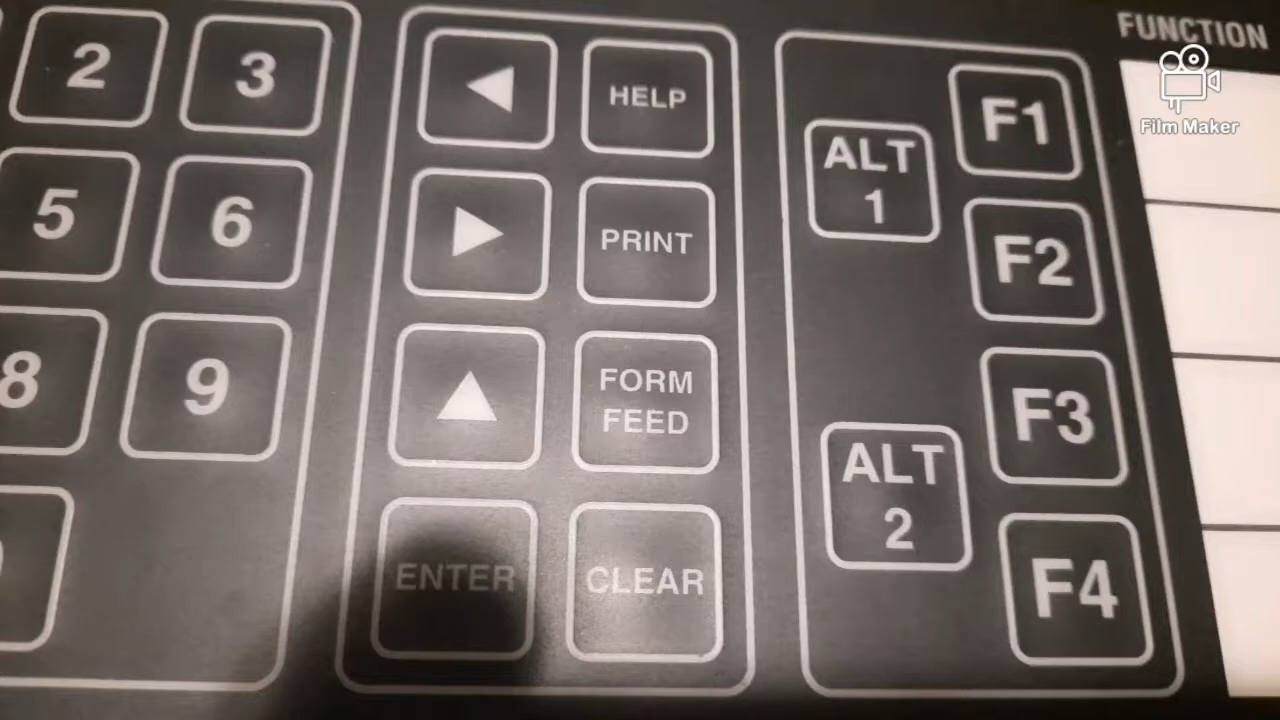 FUNCTION
2
3
HELP
F1
Film Maker
ALT
1
5
6
PRINT
F2
8
9
FORM
FEED
F3
ALT
2
ENTER
CLEAR
F4